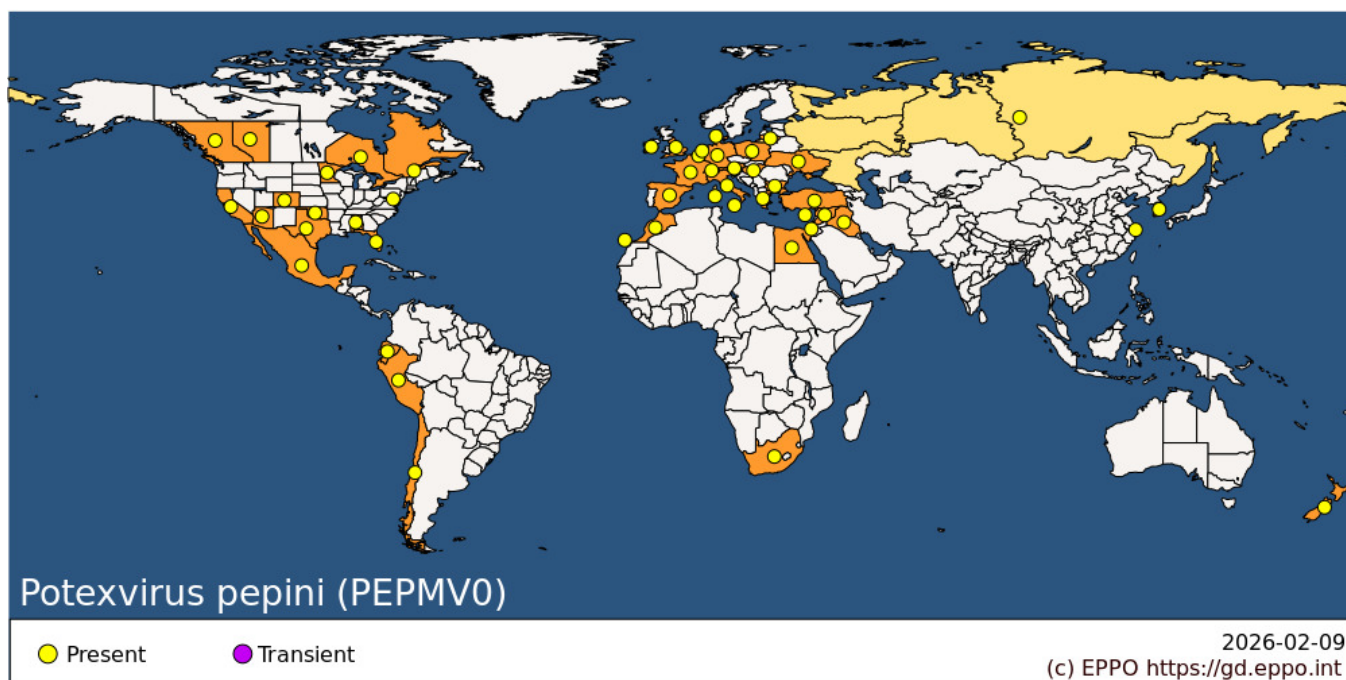 Potexvirus pepini (PEPMV0)
Present
Transient
2026-02-09
(c) EPPO https://gd.eppo.int